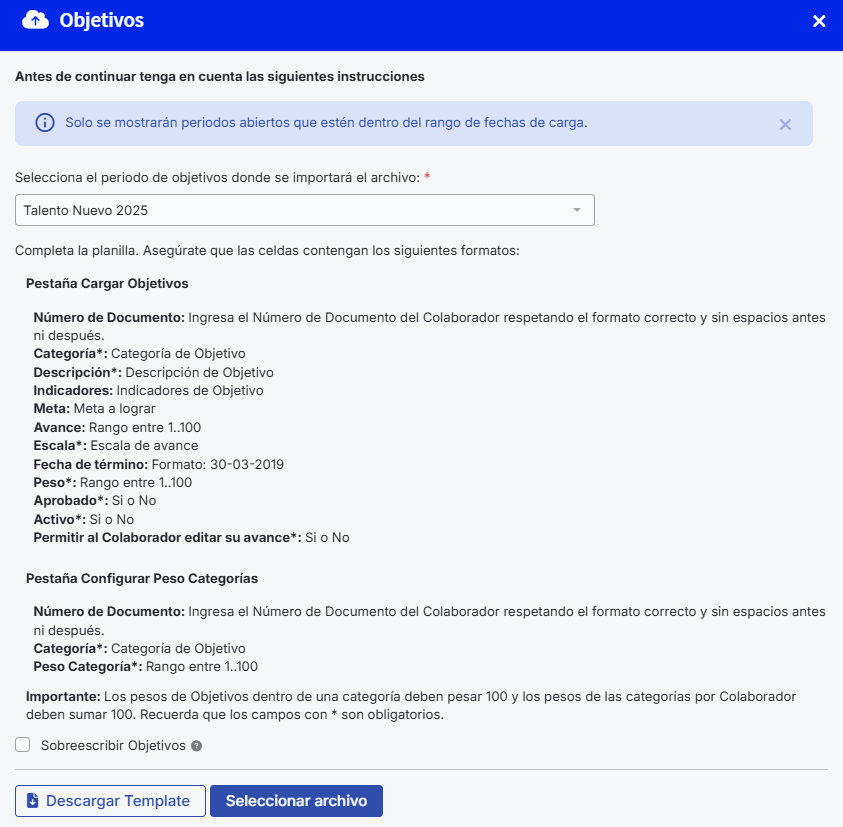 Objetivos
Antes de continuar tenga en cuenta las siguientes instrucciones
Solo se mostrarán periodos abiertos que estén dentro del rango de fechas de carga.
Selecciona el periodo de objetivos donde se importará el archivo: *
Talento Nuevo 2025
Completa la planilla. Asegúrate que las celdas contengan los siguientes formatos:
Pestaña Cargar Objetivos
Número de Documento: Ingresa el Número de Documento del Colaborador respetando el formato correcto y sin espacios antes
ni después.
Categoría*: Categoría de Objetivo
Descripción*: Descripción de Objetivo
Indicadores: Indicadores de Objetivo
Meta: Meta a lograr
Avance: Rango entre 1..100
Escala*: Escala de avance
Fecha de término: Formato: 30-03-2019
Peso*: Rango entre 1..100
Aprobado*: Si o No
Activo*: Si o No
Permitir al Colaborador editar su avance*: Si o No
Pestaña Configurar Peso Categorías
Número de Documento: Ingresa el Número de Documento del Colaborador respetando el formato correcto y sin espacios antes
ni después.
Categoría*: Categoría de Objetivo
Peso Categoría*: Rango entre 1..100
Importante: Los pesos de Objetivos dentro de una categoría deben pesar 100 y los pesos de las categorías por Colaborador
deben sumar 100. Recuerda que los campos con * son obligatorios.
Sobreescribir Objetivos ?
Descargar Template
Seleccionar archivo